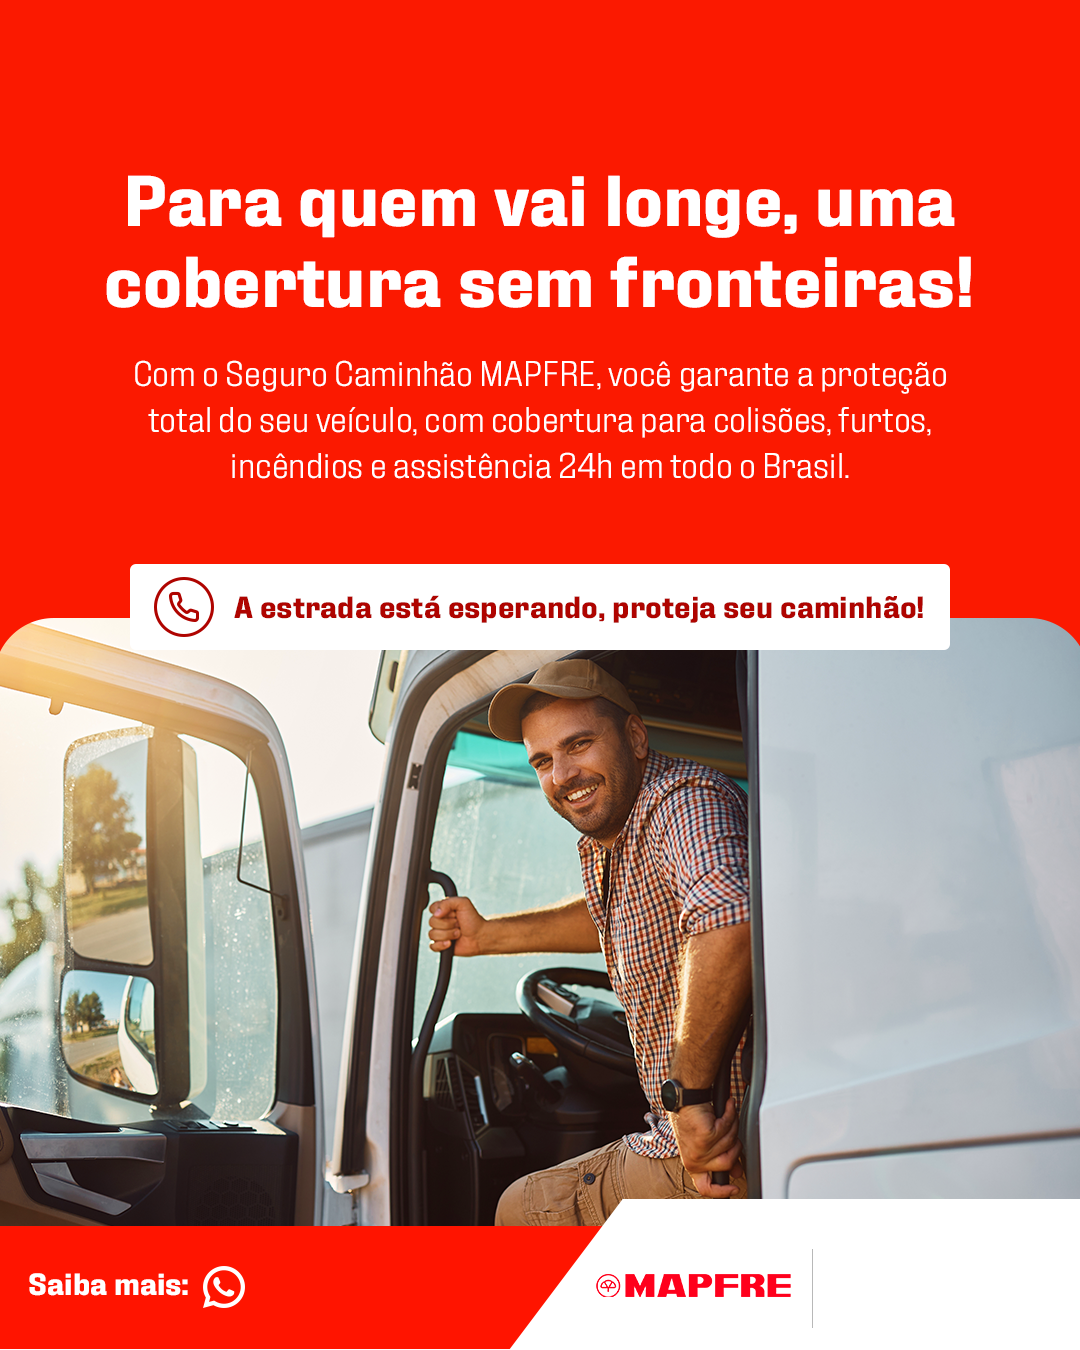 Para quem vai longe, uma
cobertura sem fronteiras!
Com o Seguro Caminhão MAPFRE, você garante a proteção
total do seu veículo, com cobertura para colisões, furtos,
incêndios e assistência 24h em todo o Brasil.
A estrada está esperando, proteja seu caminhão!
Saiba mais:
MAPFRE